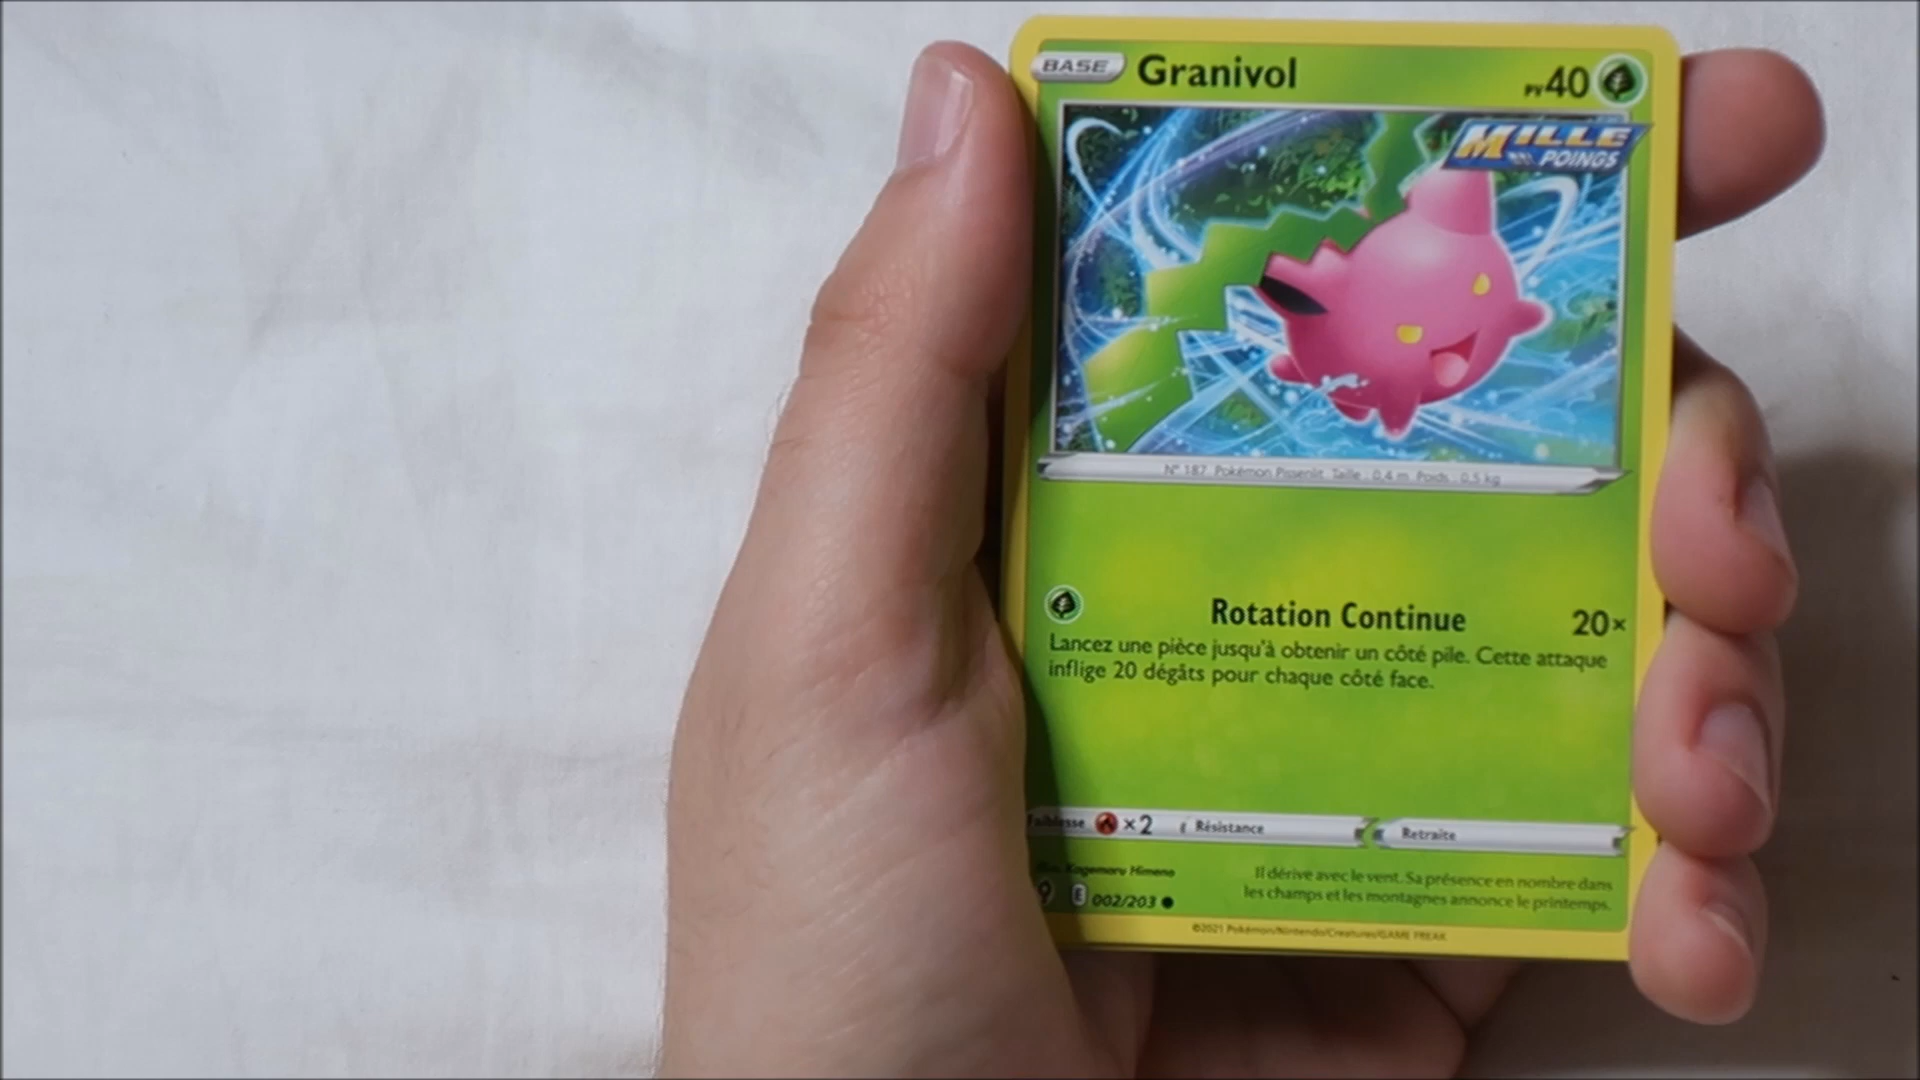 BASE Granivol PV 40
MILLE
POINGS
N° 187 Pokémon Pissenlit Taille : 0,4 m Poids : 0,5 kg
Rotation Continue 20×
Lancez une pièce jusqu'à obtenir un côté pile. Cette attaque
inflige 20 dégâts pour chaque côté face.
Faiblesse ×2 Résistance Retraite
Illus. Kagemaru Himeno
E 002/203
Il dérive avec le vent. Sa présence en nombre dans
les champs et les montagnes annonce le printemps.
©2021 Pokémon/Nintendo/Creatures/GAME FREAK